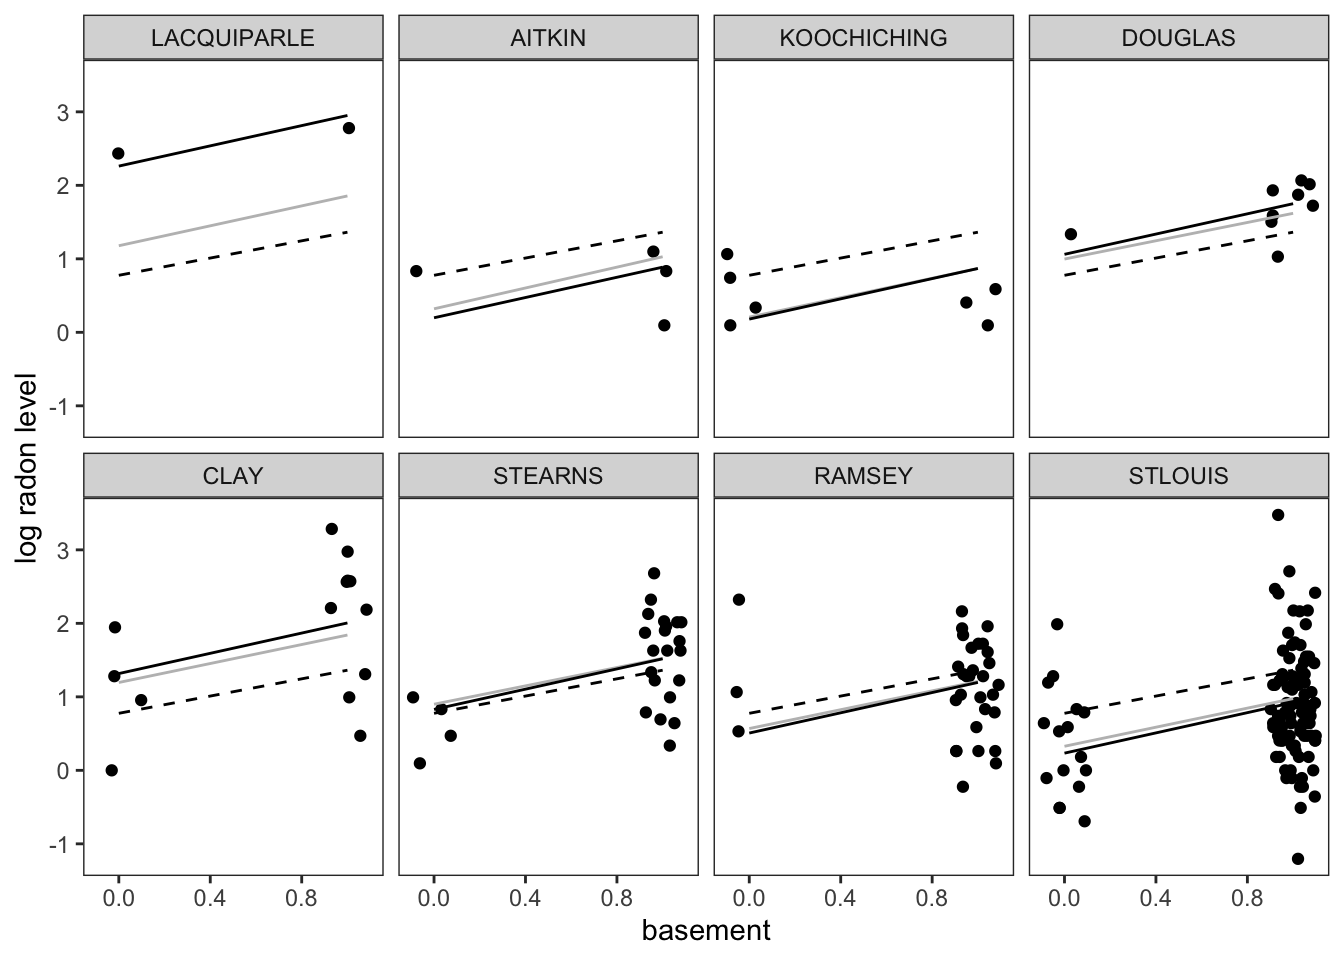 LACQUIPARLE AITKIN KOOCHICHING DOUGLAS
3
2
1
0
-1
log radon level
CLAY STEARNS RAMSEY STLOUIS
3
2
1
0
-1
0.0 0.4 0.8 0.0 0.4 0.8 0.0 0.4 0.8 0.0 0.4 0.8
basement